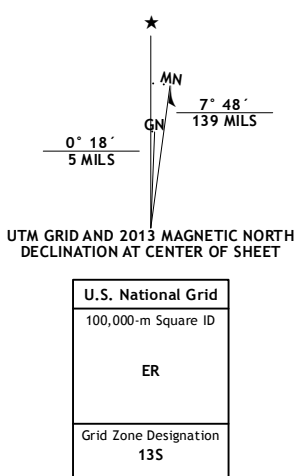 ★
MN
7° 48´
139 MILS
GN
0° 18´
5 MILS
UTM GRID AND 2013 MAGNETIC NORTH
DECLINATION AT CENTER OF SHEET
U.S. National Grid
100,000-m Square ID
ER
Grid Zone Designation
13S